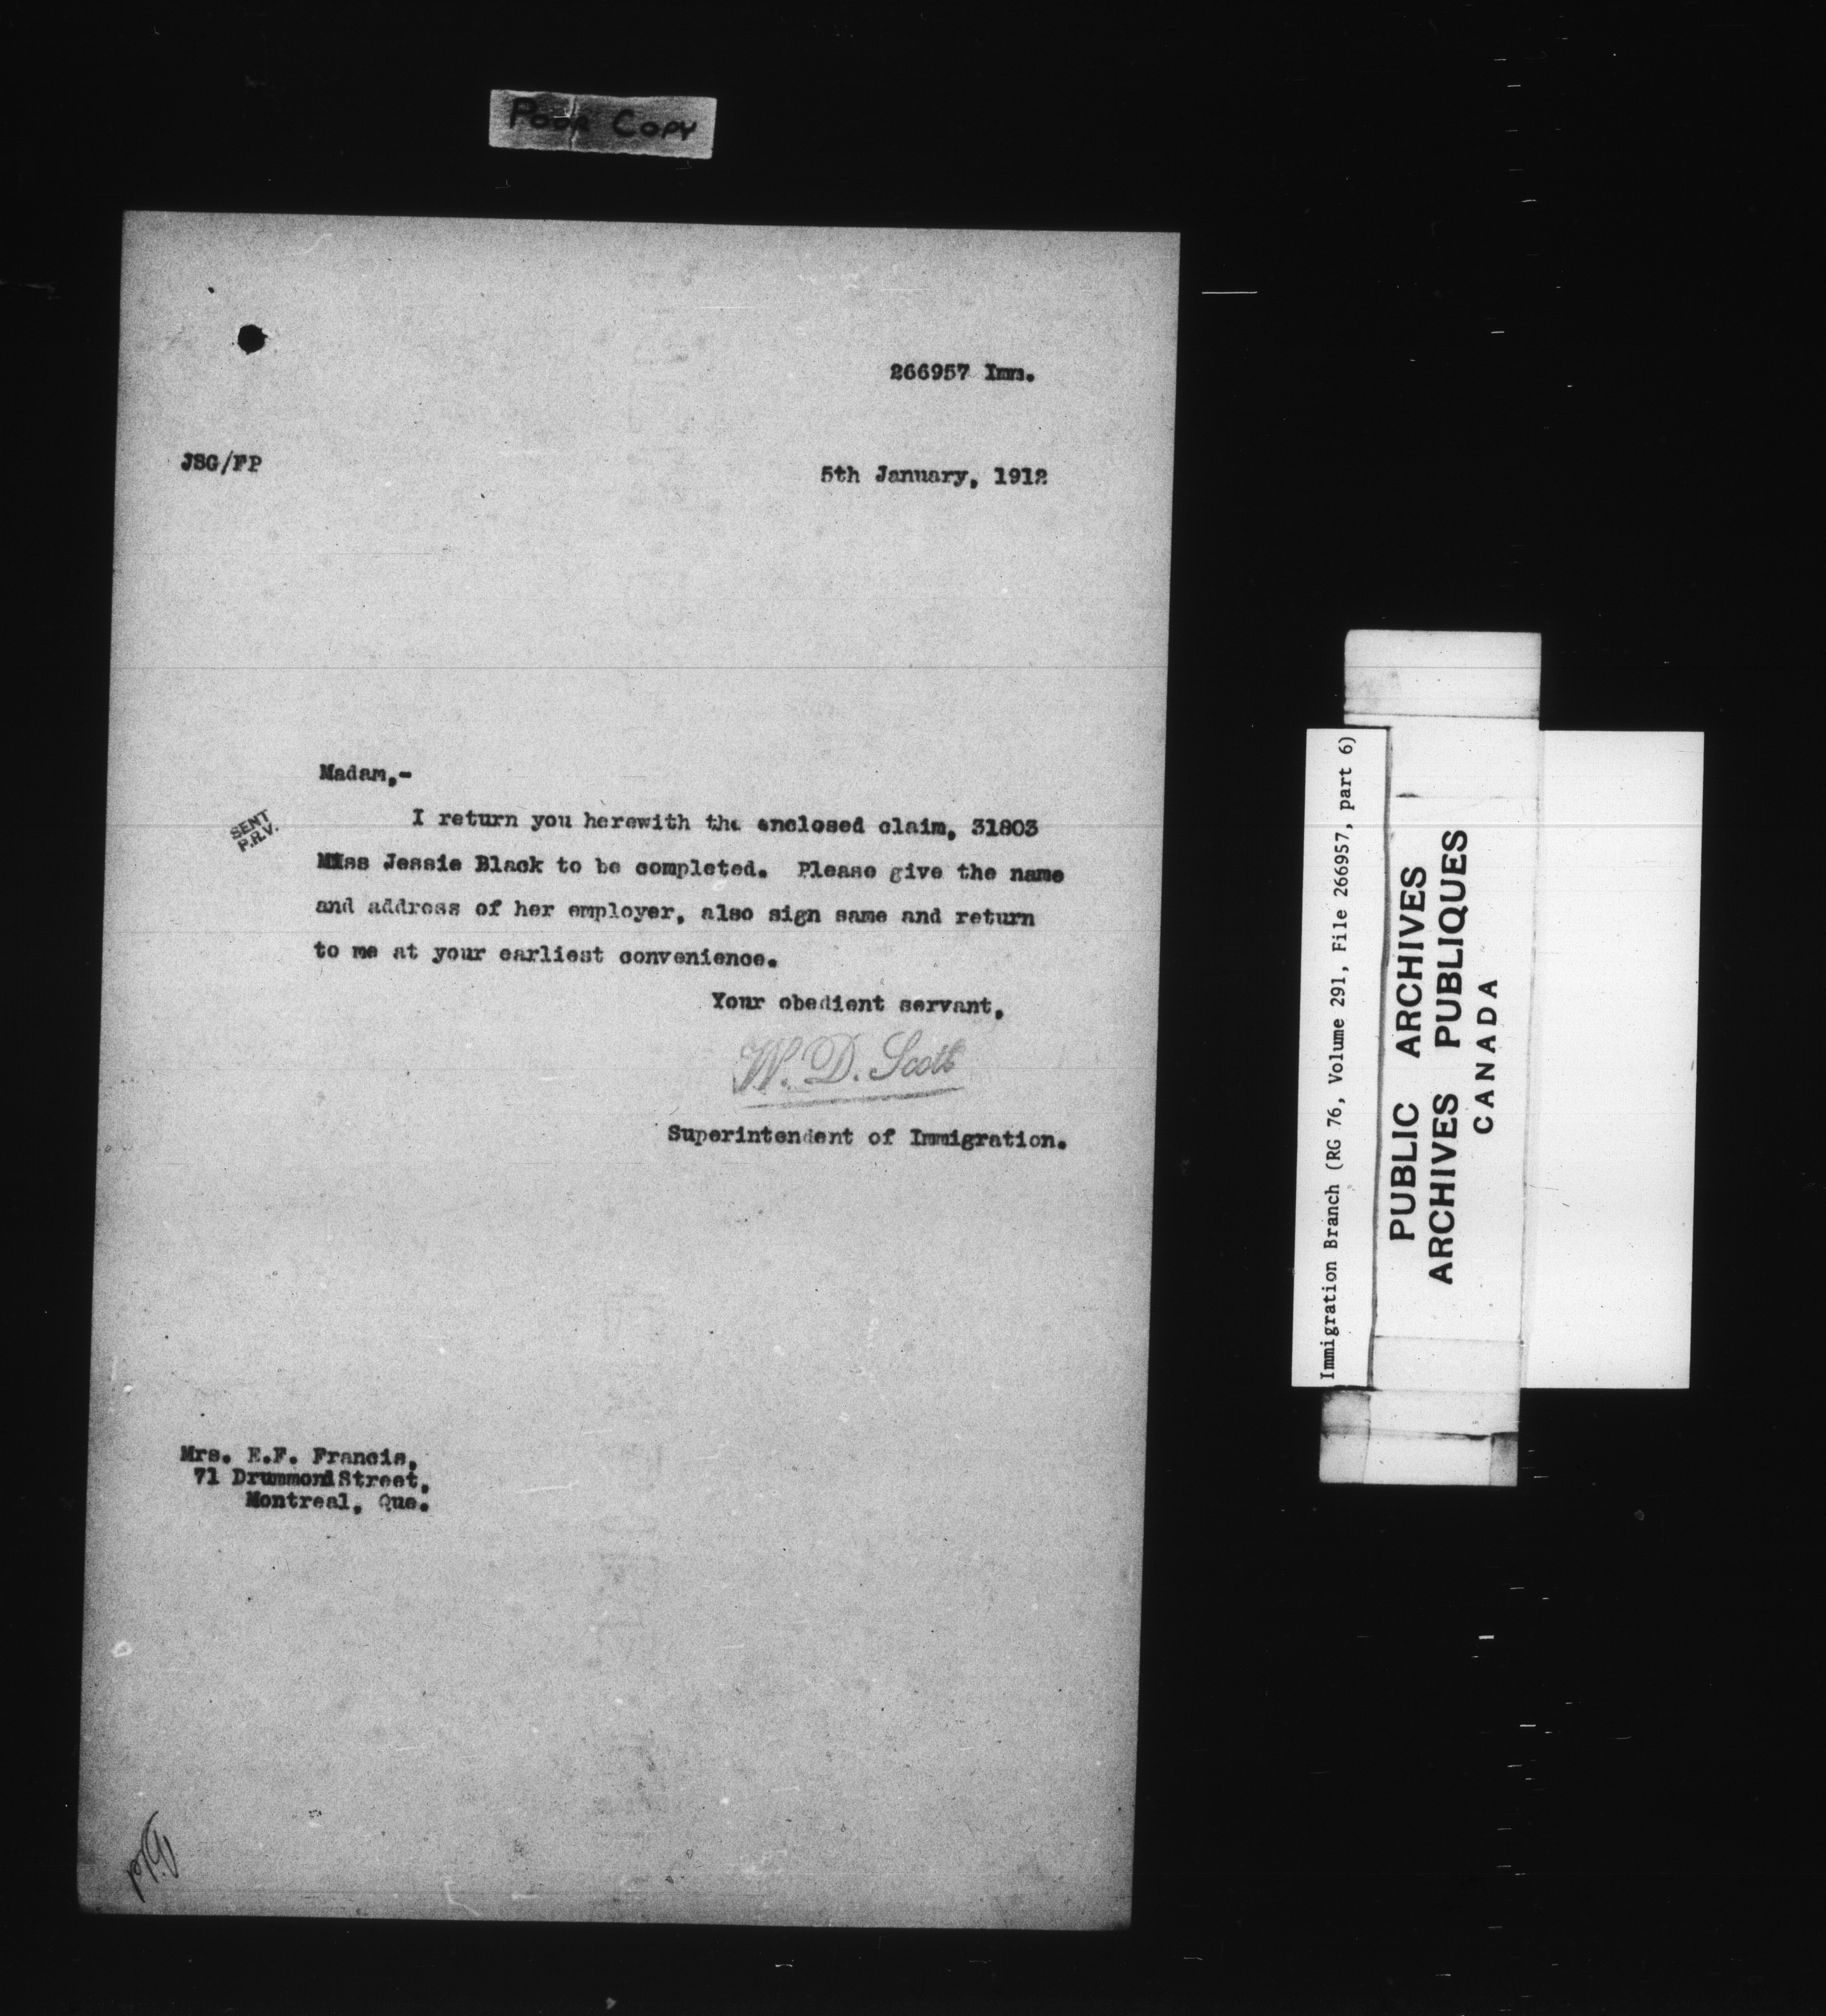 POOR COPY
266957 Imm.
JSG/FP
5th January, 1912
Madam,-
SENT
P.R.V.
I return you herewith the enclosed claim, 31803
Miss Jessie Black to be completed. Please give the name
and address of her employer, also sign same and return
to me at your earliest convenience.
Your obedient servant,
W. D. Scott
Superintendent of Immigration.
Mrs. E.F. Francis,
71 Drummond Street,
Montreal, Que.
Immigration Branch (RG 76, Volume 291, File 266957, part 6)
PUBLIC ARCHIVES
ARCHIVES PUBLIQUES
CANADA